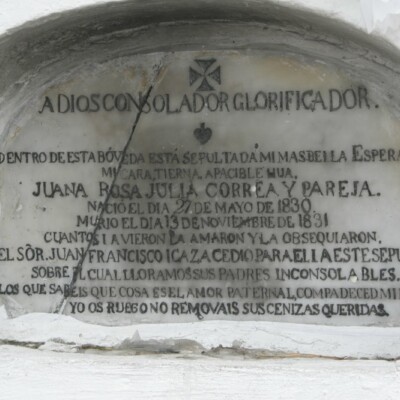 A DIOS CONSOLADOR GLORIFICADOR.
DENTRO DE ESTA BÓVEDA ESTÁ SEPULTADÁ MI MAS BELLA ESPERA
MI CARA, TIERNA, APACIBLE HIJA,
JUANA ROSA JULIA CORREA Y PAREJA.
NACIÓ EL DIA 27 DE MAYO DE 1830.
MURIÓ EL DIA 13 DE NOVIEMBRE DE 1831
CUANTOS LA VIERON LA AMARON Y LA OBSEQUIARON.
EL SÔR. JUAN FRANCISCO ICAZA CEDIO PARA ELLA ESTE SEPU
SOBRE EL CUAL LLORAMOS SUS PADRES INCONSOLABLES.
LOS QUE SABEIS QUE COSA ES EL AMOR PATERNAL, COMPADECED MI
YO OS RUEGO NO REMOVAIS SUS CENIZAS QUERIDAS.